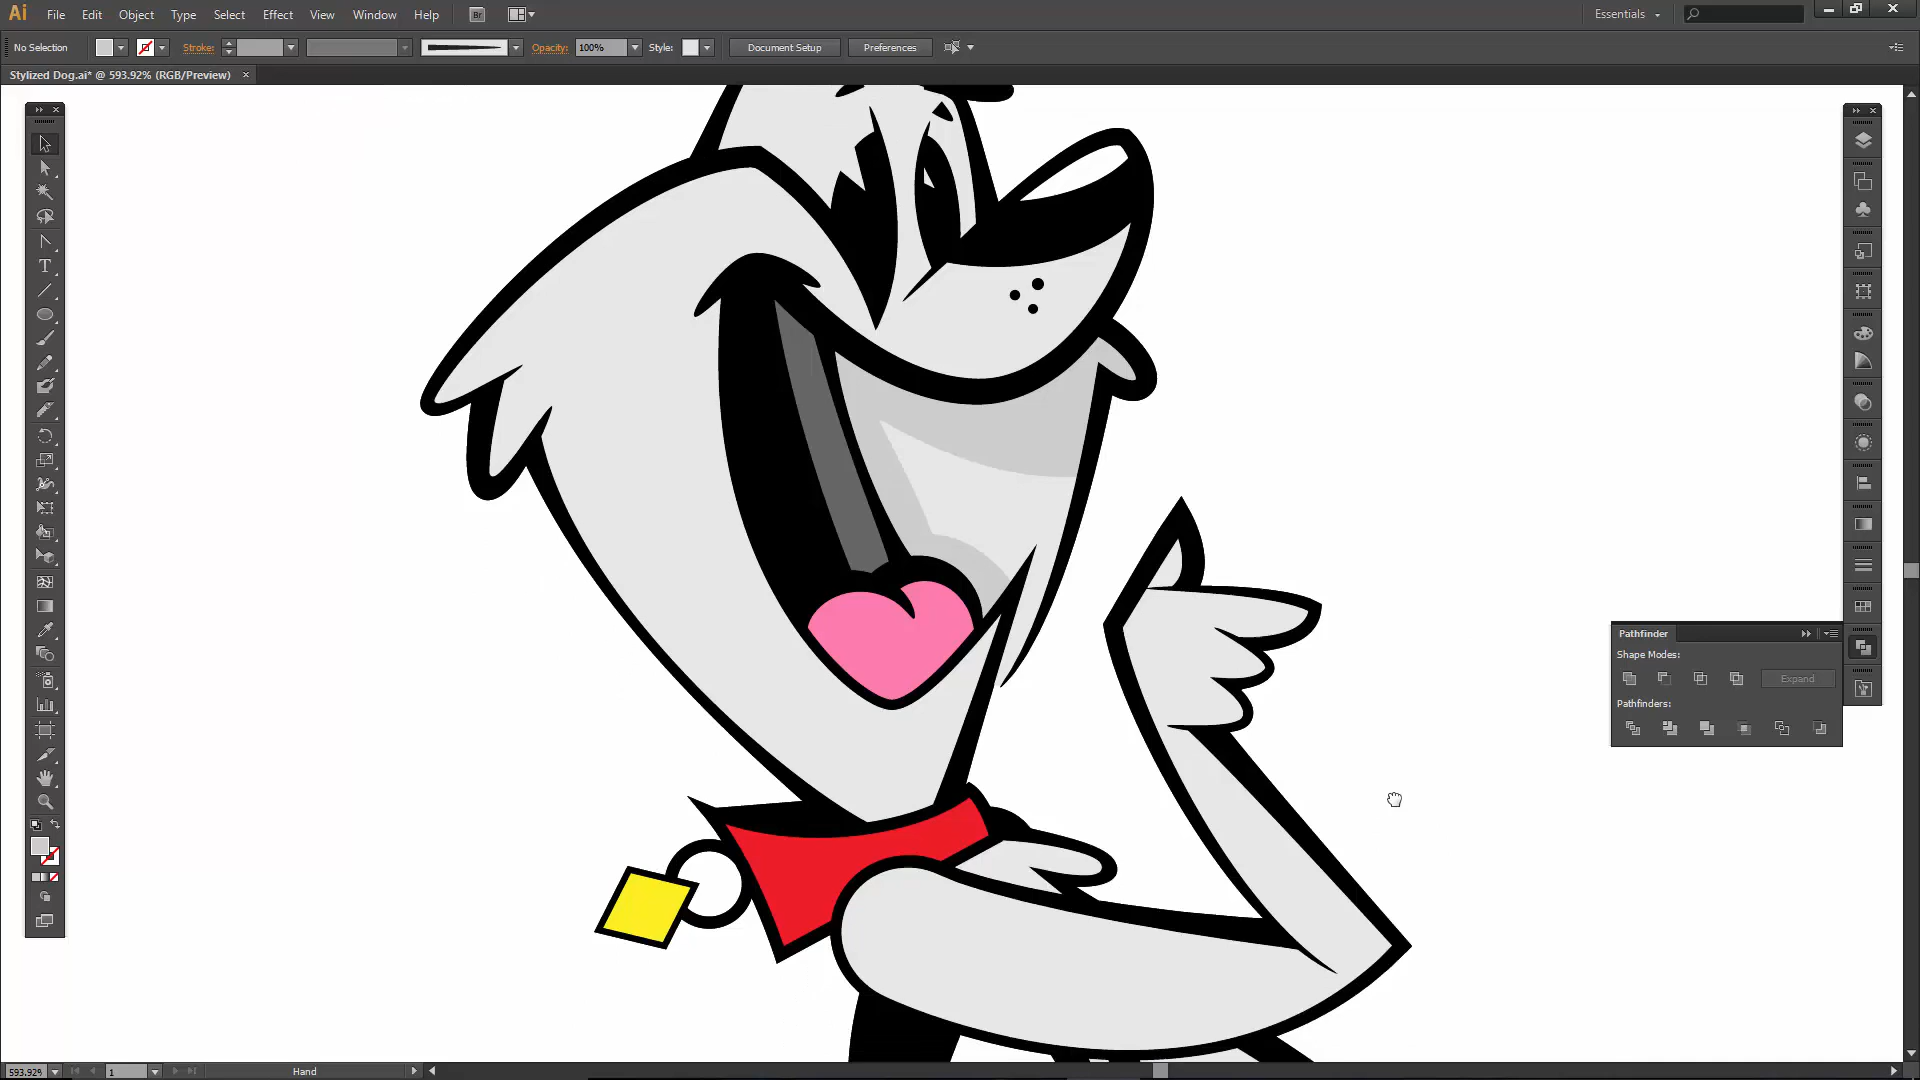 Ai File Edit Object Type Select Effect View Window Help Br Essentials
No Selection Stroke: Opacity: 100% Style: Document Setup Preferences
Stylized Dog.ai* @ 593.92% (RGB/Preview)
T
Pathfinder
Shape Modes:
Expand
Pathfinders:
593.92% 1 Hand